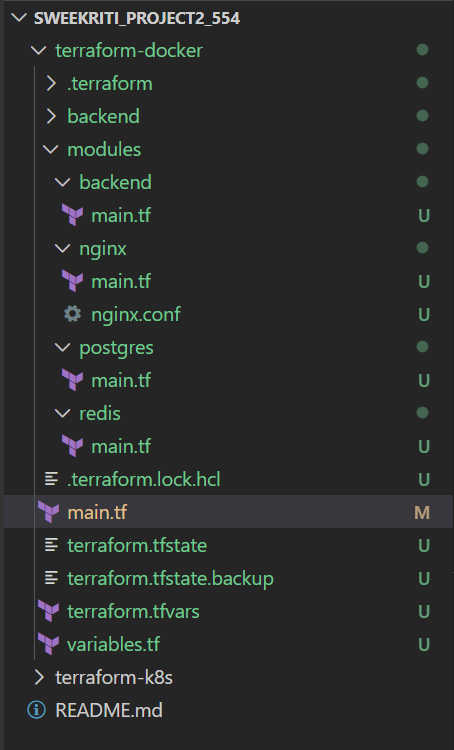 SWEEKRITI_PROJECT2_554
terraform-docker
.terraform
backend
modules
backend
main.tf U
nginx
main.tf U
nginx.conf U
postgres
main.tf U
redis
main.tf U
.terraform.lock.hcl U
main.tf M
terraform.tfstate U
terraform.tfstate.backup U
terraform.tfvars U
variables.tf U
terraform-k8s
README.md